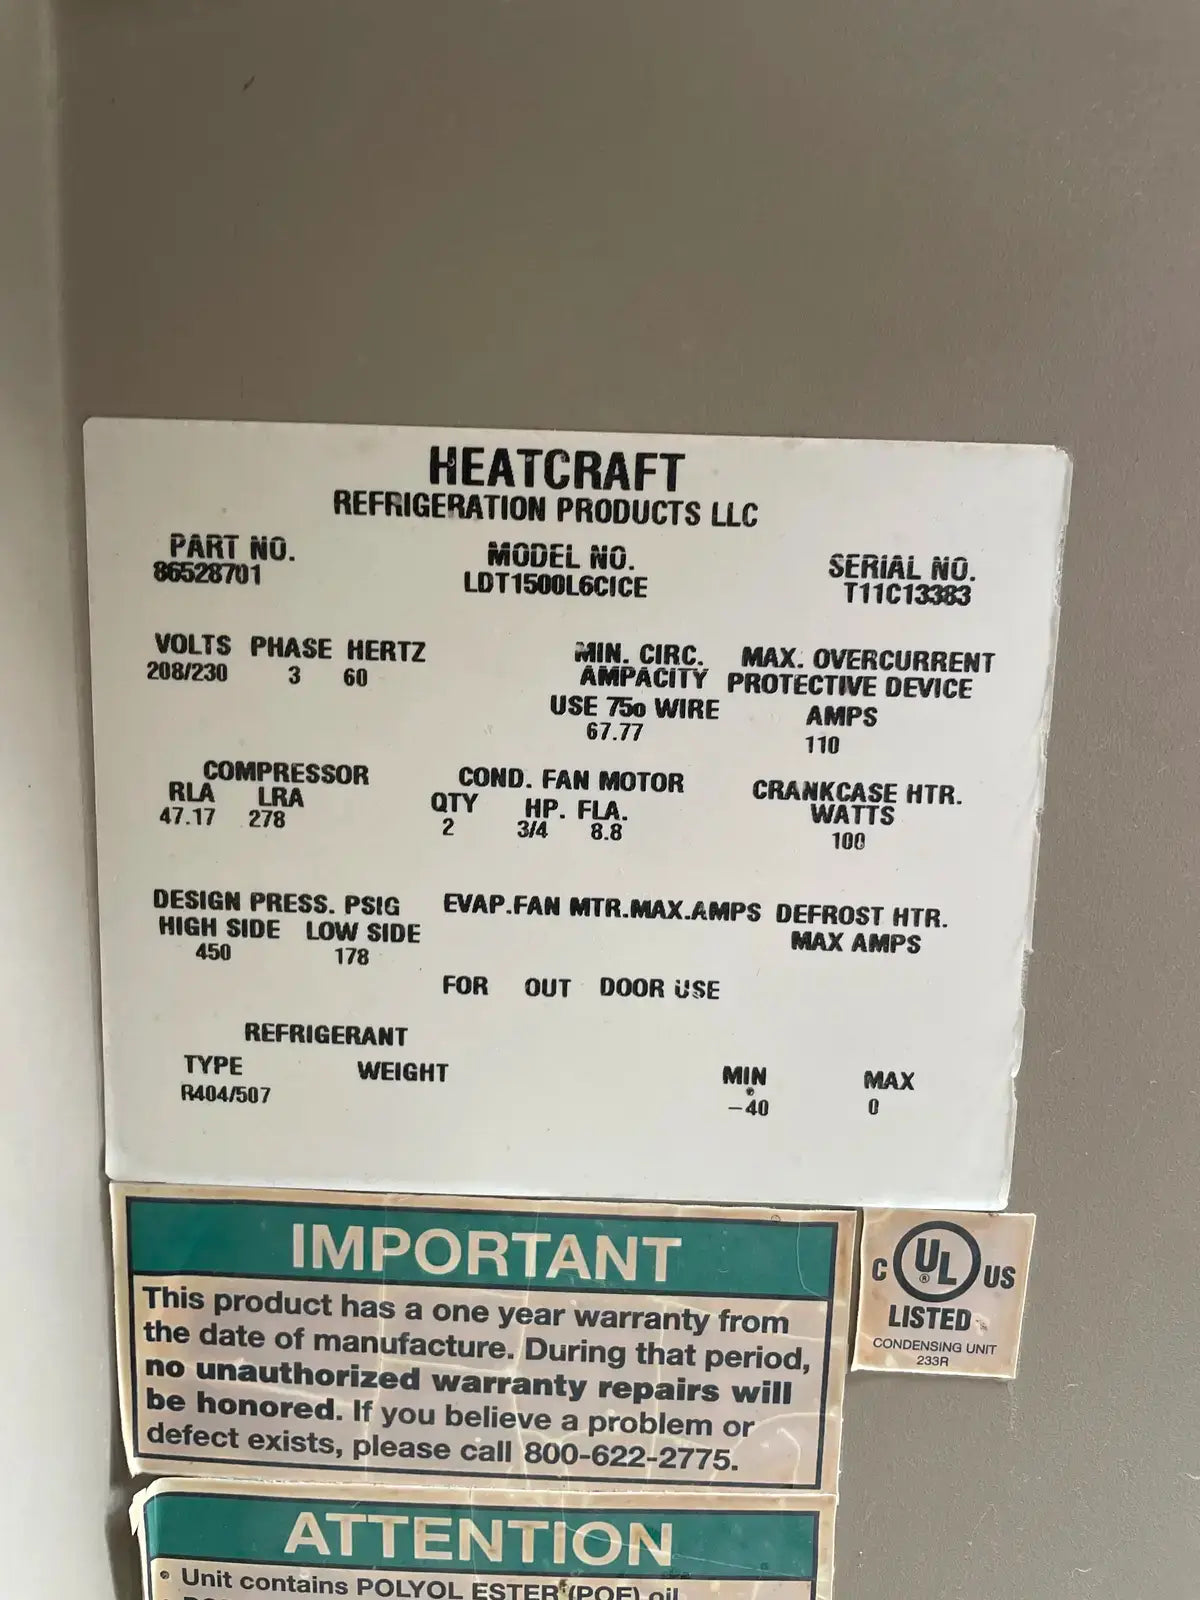 HEATCRAFT
REFRIGERATION PRODUCTS LLC
PART NO. MODEL NO. SERIAL NO.
86528701 LDT1500L6CICE T11C13383
VOLTS PHASE HERTZ MIN. CIRC. MAX. OVERCURRENT
208/230 3 60 AMPACITY PROTECTIVE DEVICE
USE 75o WIRE AMPS
67.77 110
COMPRESSOR COND. FAN MOTOR CRANKCASE HTR.
RLA LRA QTY HP. FLA. WATTS
47.17 278 2 3/4 8.8 100
DESIGN PRESS. PSIG EVAP.FAN MTR.MAX.AMPS DEFROST HTR.
HIGH SIDE LOW SIDE MAX AMPS
450 178
FOR OUT DOOR USE
REFRIGERANT
TYPE WEIGHT MIN MAX
R404/507 -40 0
IMPORTANT
This product has a one year warranty from
the date of manufacture. During that period,
no unauthorized warranty repairs will
be honored. If you believe a problem or
defect exists, please call 800-622-2775.
C UL ® US
LISTED
CONDENSING UNIT
233R
ATTENTION
• Unit contains POLYOL ESTER (POE) oil